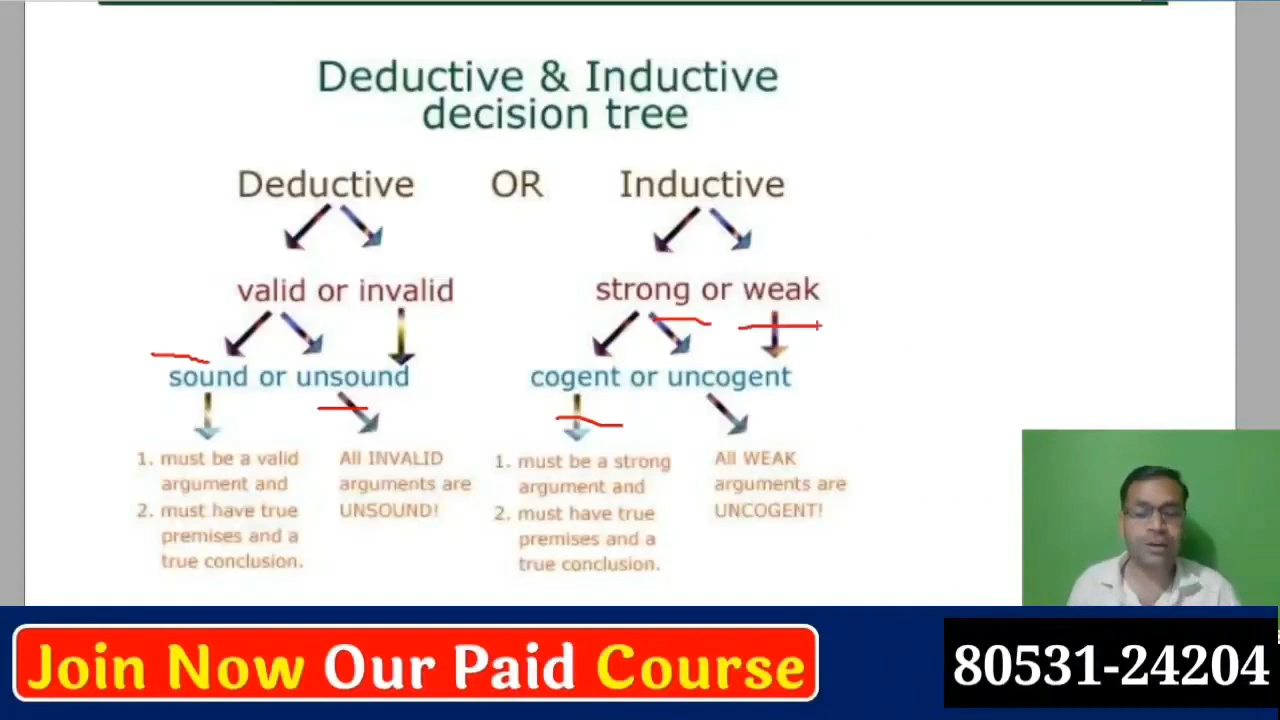 Deductive & Inductive
decision tree
Deductive OR Inductive
valid or invalid
strong or weak
sound or unsound
cogent or uncogent
1. must be a valid
argument and
2. must have true
premises and a
true conclusion.
All INVALID
arguments are
UNSOUND!
1. must be a strong
argument and
2. must have true
premises and a
true conclusion.
All WEAK
arguments are
UNCOGENT!
Join Now Our Paid Course
80531-24204